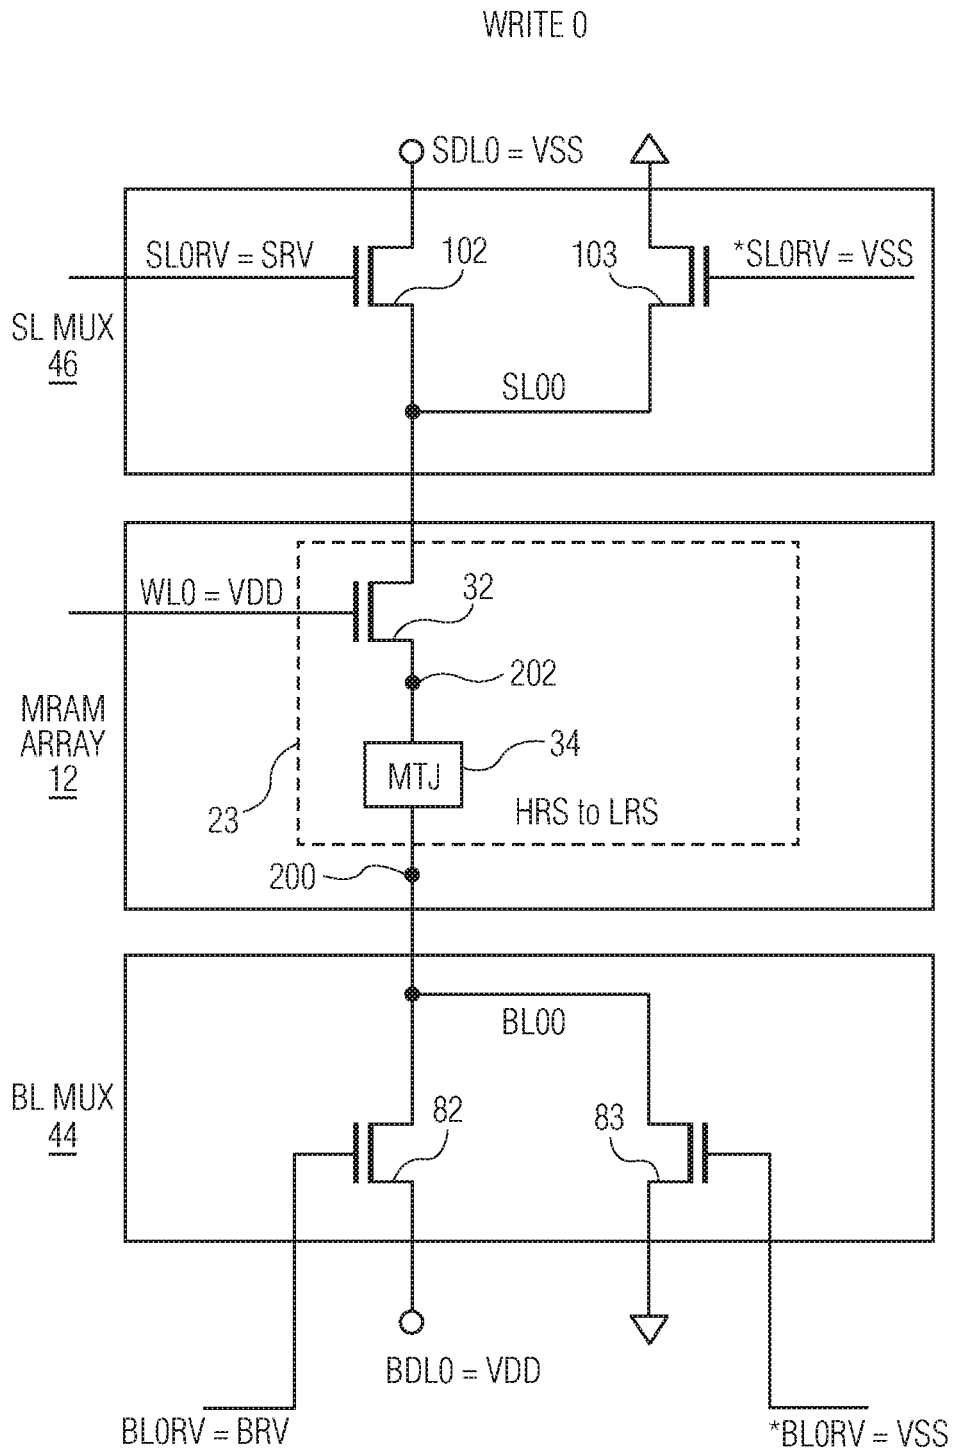 WRITE 0
SDL0 = VSS
SL0RV = SRV
102
103
*SL0RV = VSS
SL MUX
46
SL00
WL0 = VDD
32
202
MRAM
ARRAY
12
34
MTJ
23
HRS to LRS
200
BL00
BL MUX
44
82
83
BDL0 = VDD
BL0RV = BRV
*BL0RV = VSS